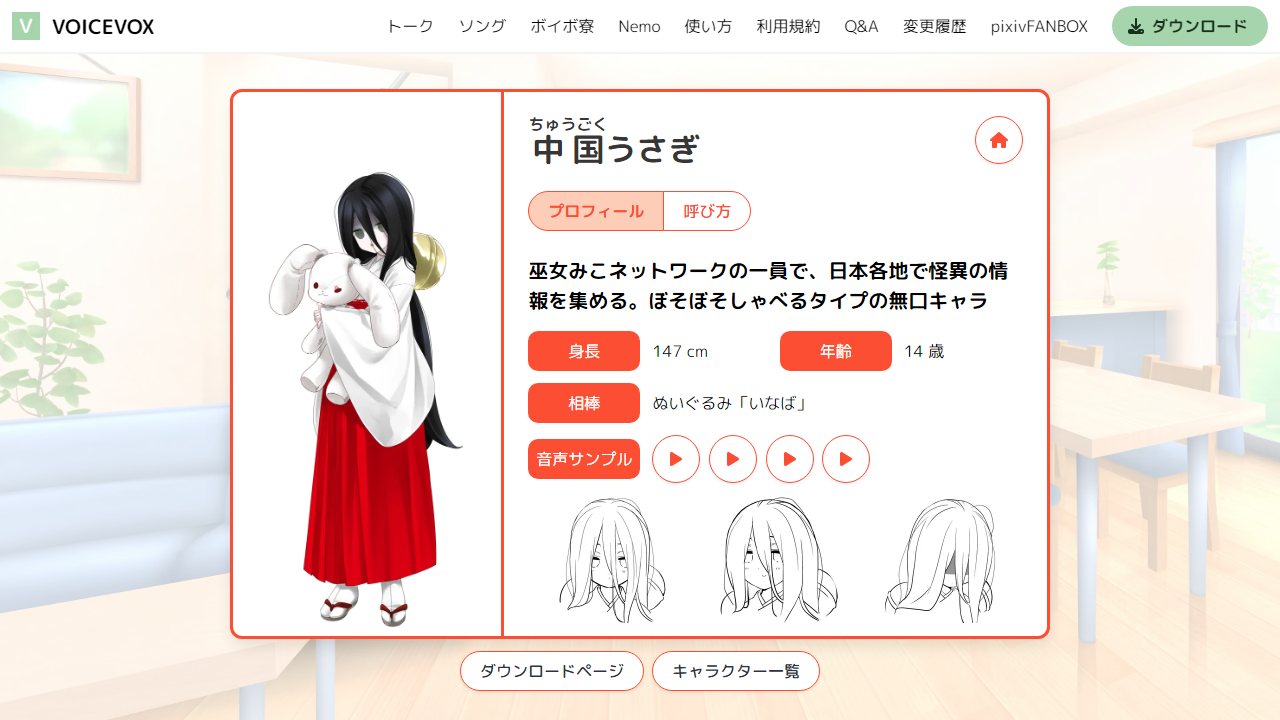 V VOICEVOX
トーク ソング ボイボ寮 Nemo 使い方 利用規約 Q&A 変更履歴 pixivFANBOX ダウンロード
ちゅうごく
中国うさぎ
プロフィール 呼び方
巫女みこネットワークの一員で、日本各地で怪異の情
報を集める。ぼそぼそしゃべるタイプの無口キャラ
身長 147 cm 年齢 14 歳
相棒 ぬいぐるみ「いなば」
音声サンプル
ダウンロードページ キャラクター一覧